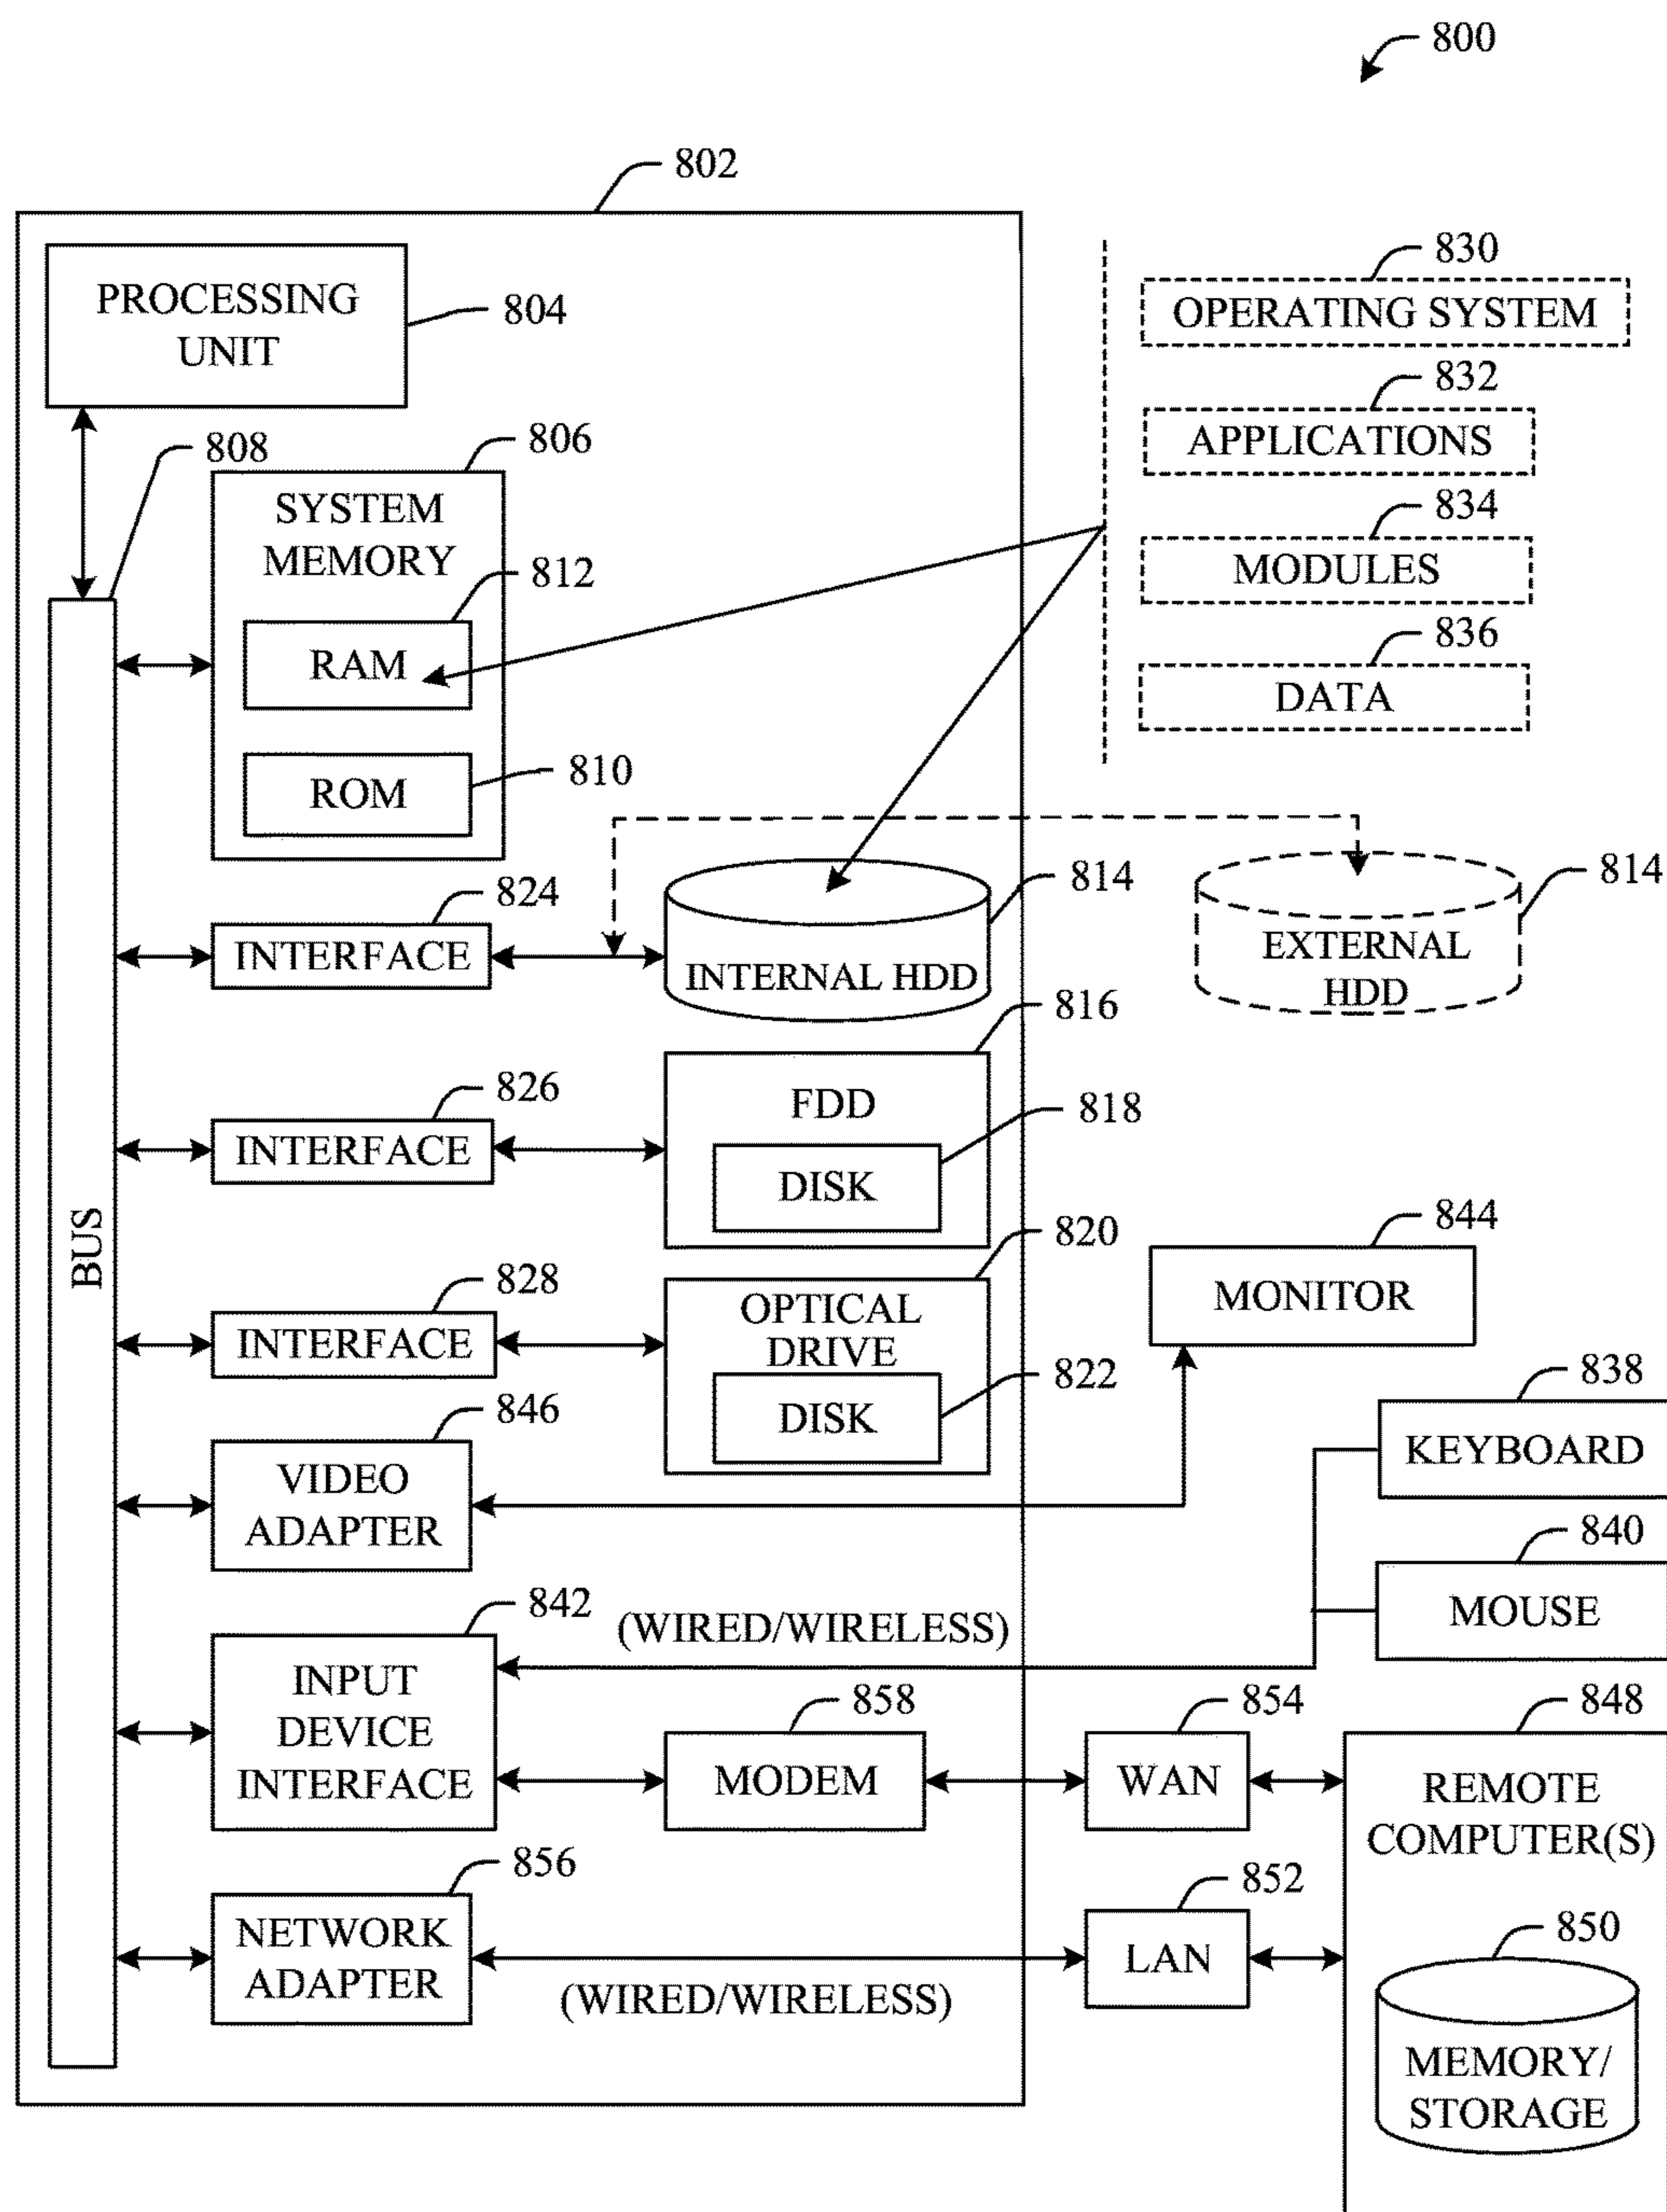 800
802
PROCESSING
UNIT
804
830
OPERATING SYSTEM
832
APPLICATIONS
834
MODULES
836
DATA
808
806
SYSTEM
MEMORY
812
RAM
810
ROM
824
INTERFACE
814
INTERNAL HDD
814
EXTERNAL
HDD
816
FDD
818
DISK
826
INTERFACE
BUS
820
OPTICAL
DRIVE
822
DISK
828
INTERFACE
844
MONITOR
838
KEYBOARD
846
VIDEO
ADAPTER
840
MOUSE
842
(WIRED/WIRELESS)
INPUT
DEVICE
INTERFACE
858
MODEM
854
WAN
848
REMOTE
COMPUTER(S)
856
NETWORK
ADAPTER
(WIRED/WIRELESS)
852
LAN
850
MEMORY/
STORAGE